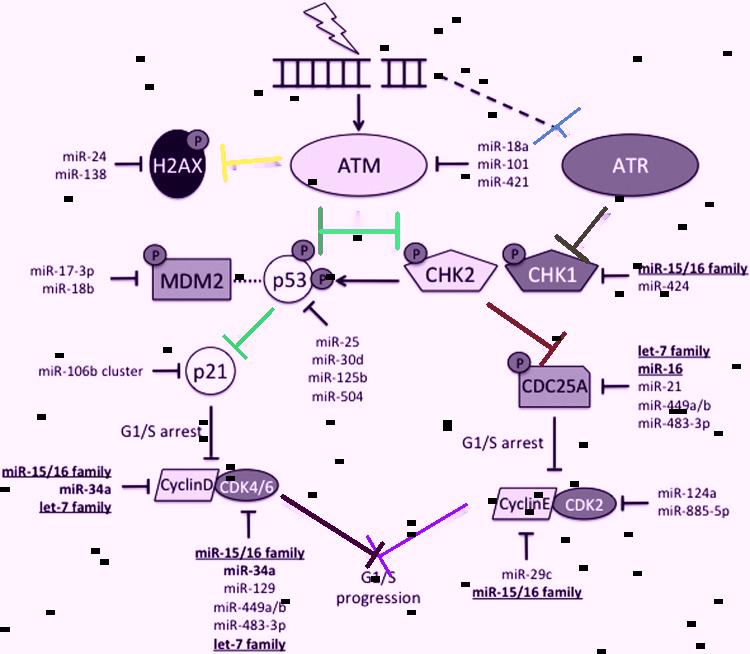 miR-24
miR-138
P
H2AX
ATM
miR-18a
miR-101
miR-421
ATR
miR-17-3p
miR-18b
P
MDM2
P
p53
P
P
CHK2
P
CHK1
miR-15/16 family
miR-424
miR-25
miR-30d
miR-125b
miR-504
miR-106b cluster
p21
P
CDC25A
let-7 family
miR-16
miR-21
miR-449a/b
miR-483-3p
G1/S arrest
G1/S arrest
miR-15/16 family
miR-34a
let-7 family
CyclinD
CDK4/6
CyclinE
CDK2
miR-124a
miR-885-5p
miR-15/16 family
miR-34a
miR-129
miR-449a/b
miR-483-3p
let-7 family
G1/S
progression
miR-29c
miR-15/16 family